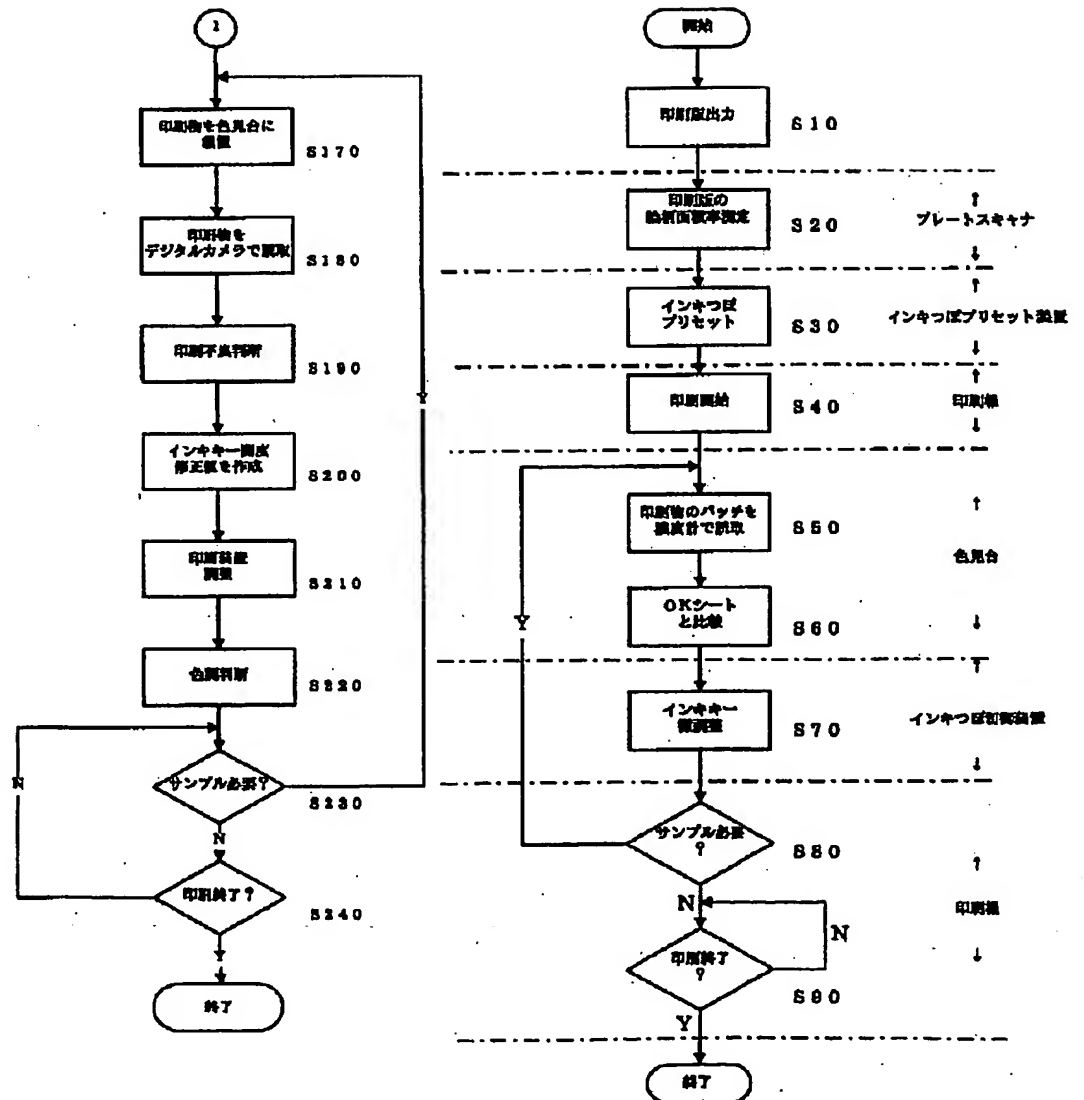 1
印刷物を色見台に
載置
S170
印刷物を
デジタルカメラで読取
S180
印刷不良判断
S190
インキキー開度
修正値を作成
S200
印刷装置
調整
S210
色調判断
S220
サンプル必要?
S230
Y
N
N
印刷終了?
S240
Y
終了
開始
印刷版出力
S10
印刷版の
絵柄面積率測定
S20
↑
プレートスキャナ
↓
インキつぼ
プリセット
S30
↑
インキつぼプリセット装置
↓
印刷開始
S40
↑
印刷機
↓
印刷物のパッチを
濃度計で読取
S50
↑
色見台
OKシート
と比較
S60
↓
Y
インキキー
微調整
S70
↑
インキつぼ制御装置
↓
サンプル必要
?
S80
↑
印刷機
↓
N
N
印刷終了
?
S90
Y
終了